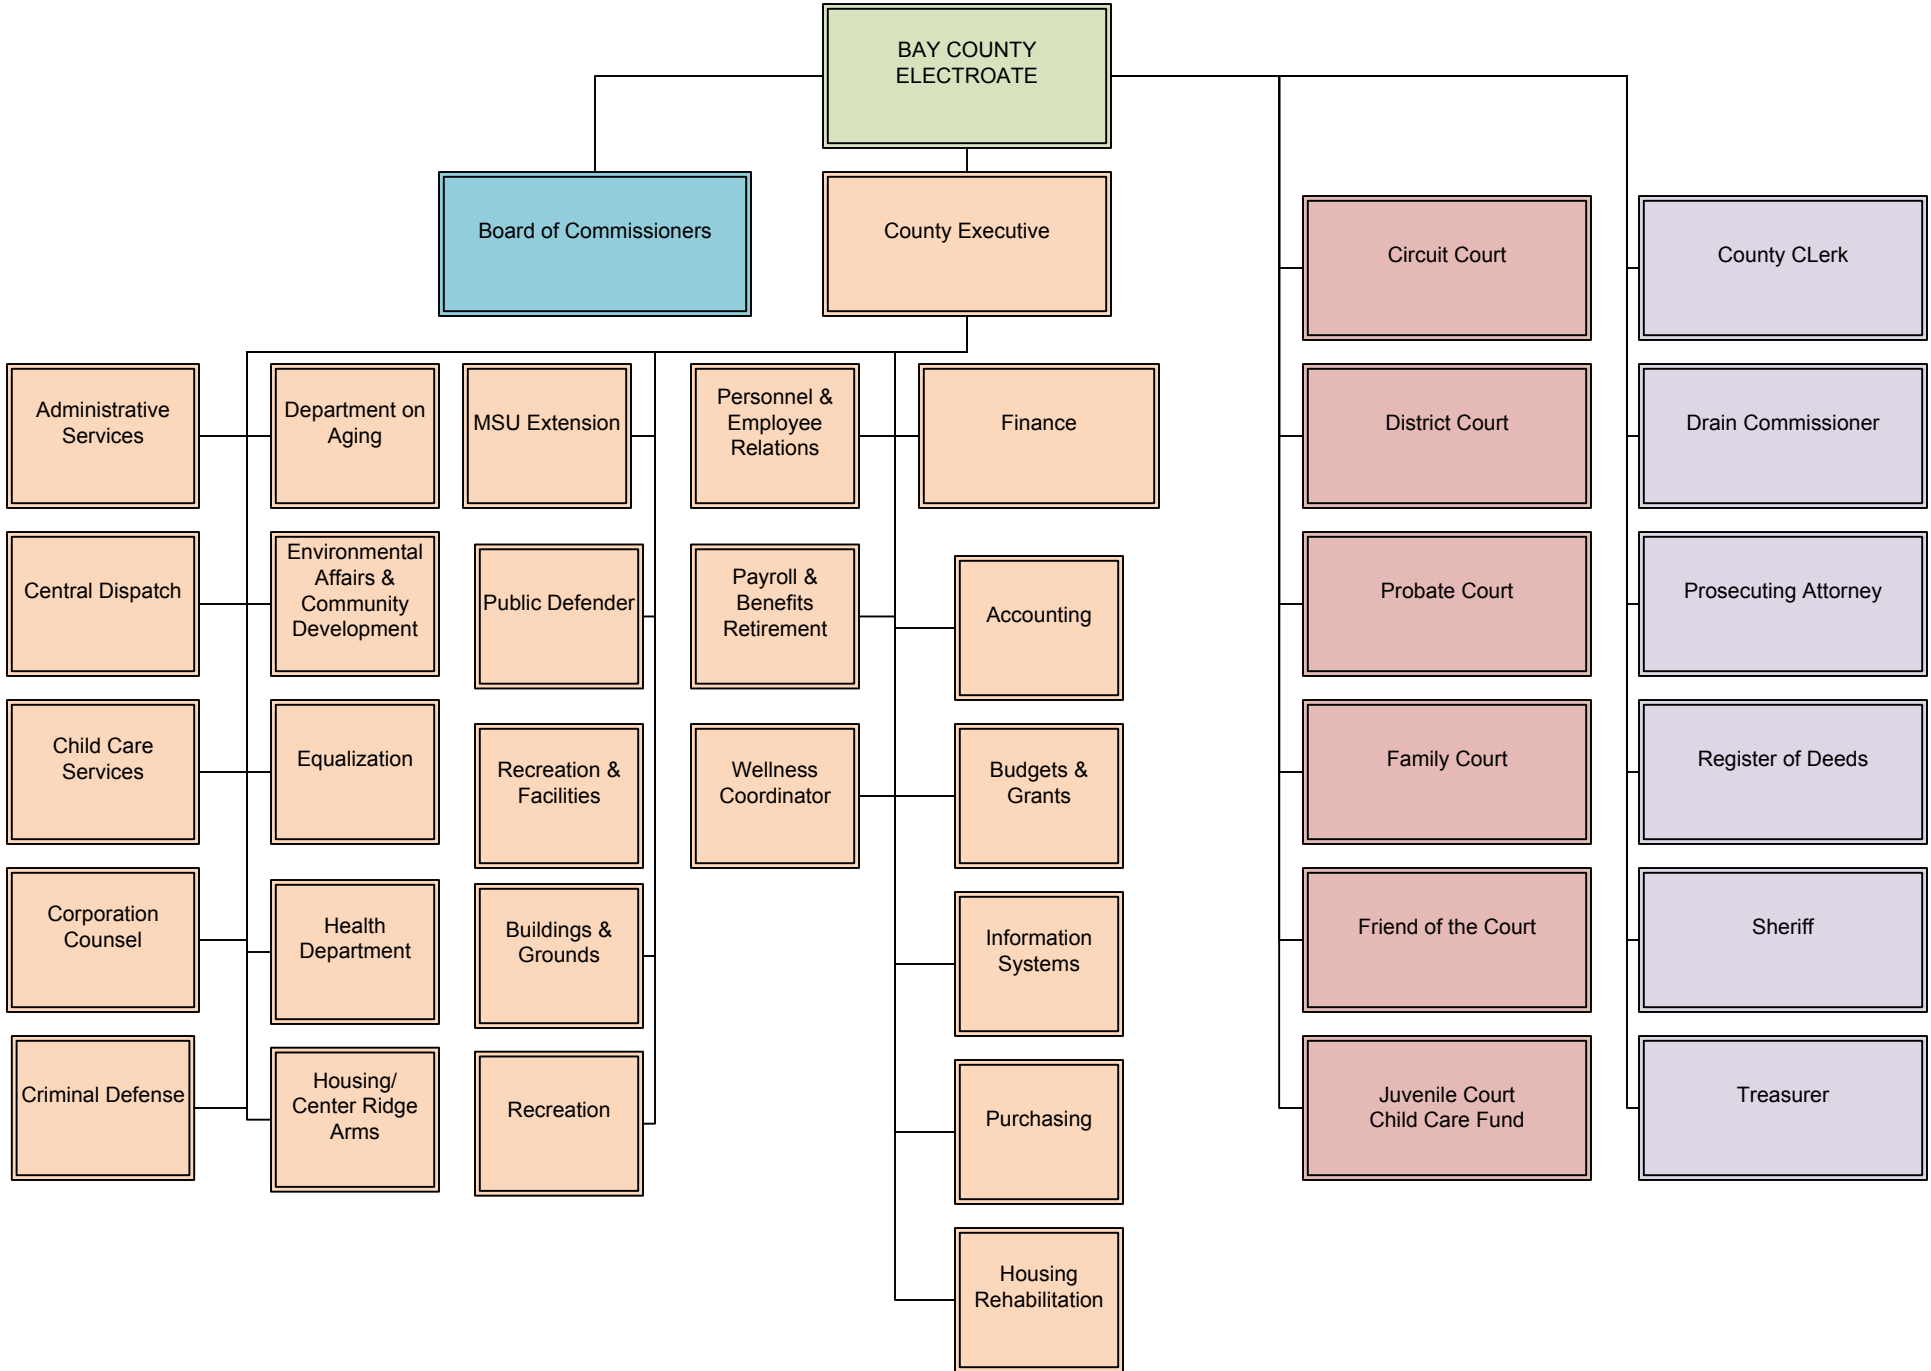 BAY COUNTY
ELECTROATE
Board of Commissioners
County Executive
Circuit Court
County CLerk
Administrative
Services
Department on
Aging
MSU Extension
Personnel &
Employee
Relations
Finance
District Court
Drain Commissioner
Central Dispatch
Environmental
Affairs &
Community
Development
Public Defender
Payroll &
Benefits
Retirement
Accounting
Probate Court
Prosecuting Attorney
Child Care
Services
Equalization
Recreation &
Facilities
Wellness
Coordinator
Budgets &
Grants
Family Court
Register of Deeds
Corporation
Counsel
Health
Department
Buildings &
Grounds
Information
Systems
Friend of the Court
Sheriff
Criminal Defense
Housing/
Center Ridge
Arms
Recreation
Purchasing
Juvenile Court
Child Care Fund
Treasurer
Housing
Rehabilitation